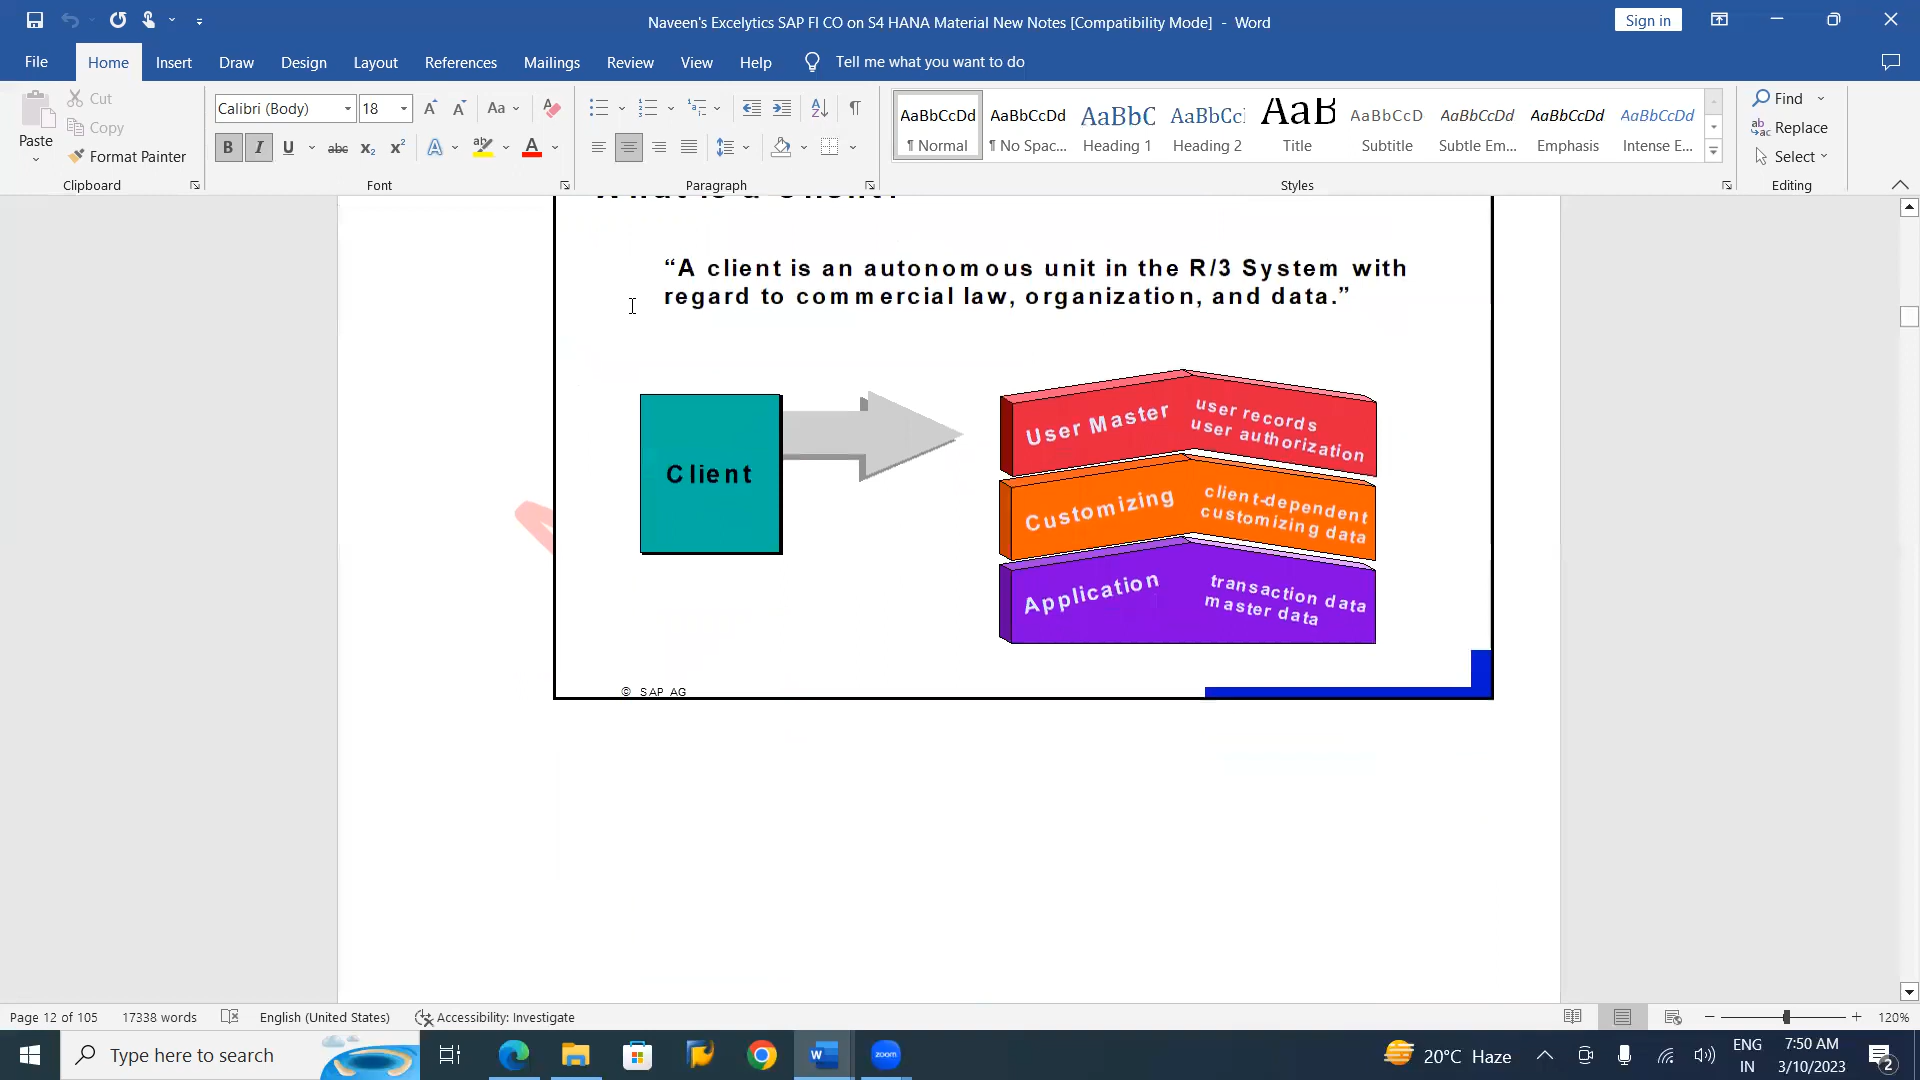 Naveen's Excelytics SAP FI CO on S4 HANA Material New Notes [Compatibility Mode] - Word
Sign in
File Home Insert Draw Design Layout References Mailings Review View Help Tell me what you want to do
Paste
Cut
Copy
Format Painter
Clipboard
Calibri (Body) 18
Font
Paragraph
AaBbCcDd AaBbCcDd AaBbC AaBbCc AaB AaBbCcD AaBbCcDd AaBbCcDd AaBbCcDd
¶ Normal ¶ No Spac... Heading 1 Heading 2 Title Subtitle Subtle Em... Emphasis Intense E...
Styles
Find
Replace
Select
Editing
What is a Client?
“A client is an autonomous unit in the R/3 System with
regard to commercial law, organization, and data.”
Client
User Master
user records
user authorization
Customizing
client-dependent
customizing data
Application
transaction data
master data
© SAP AG
Page 12 of 105 17338 words English (United States) Accessibility: Investigate 120%
Type here to search
zoom
20°C Haze
ENG
IN
7:50 AM
3/10/2023
2